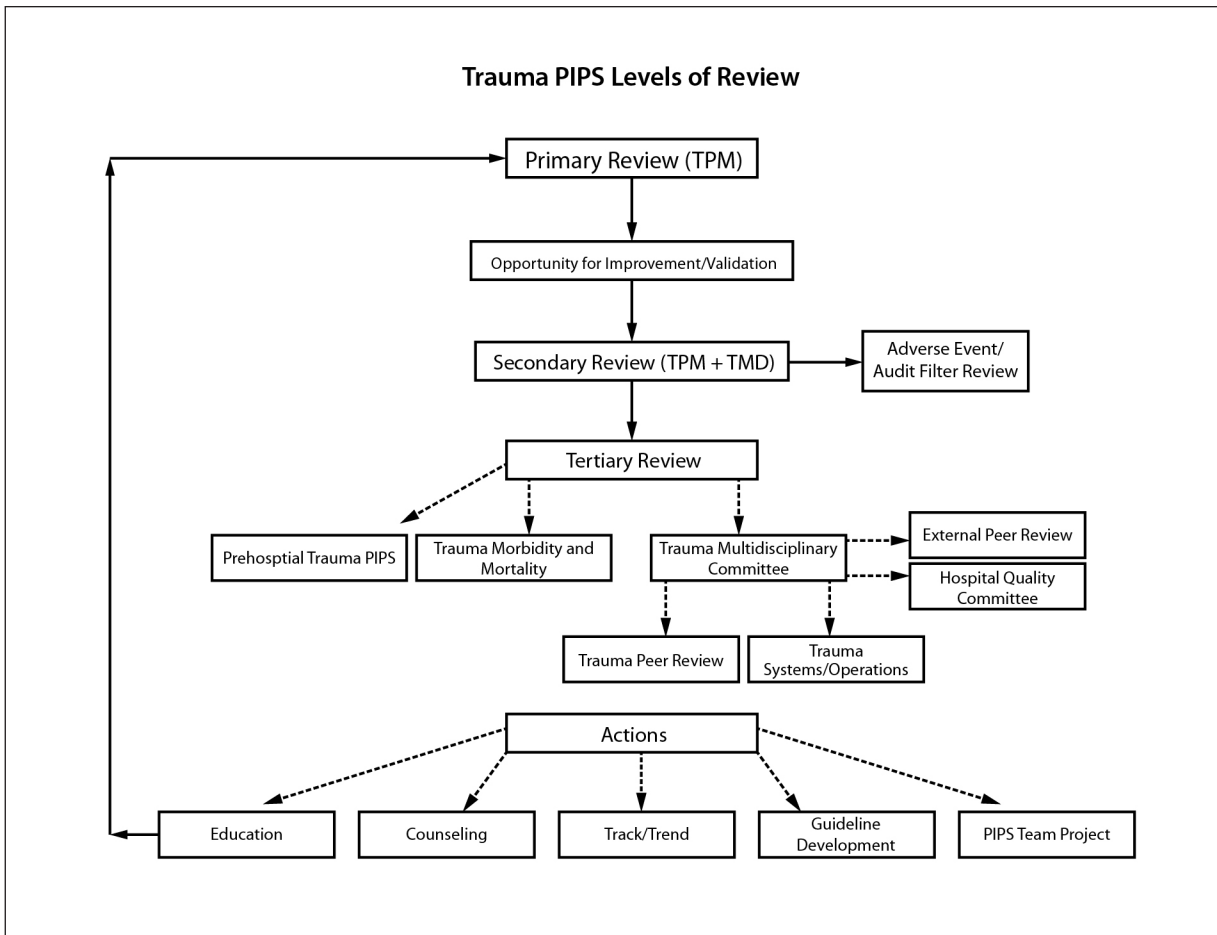 Trauma PIPS Levels of Review
Primary Review (TPM)
Opportunity for Improvement/Validation
Secondary Review (TPM + TMD)
Adverse Event/
Audit Filter Review
Tertiary Review
Prehosptial Trauma PIPS
Trauma Morbidity and
Mortality
Trauma Multidisciplinary
Committee
External Peer Review
Hospital Quality
Committee
Trauma Peer Review
Trauma
Systems/Operations
Actions
Education
Counseling
Track/Trend
Guideline
Development
PIPS Team Project